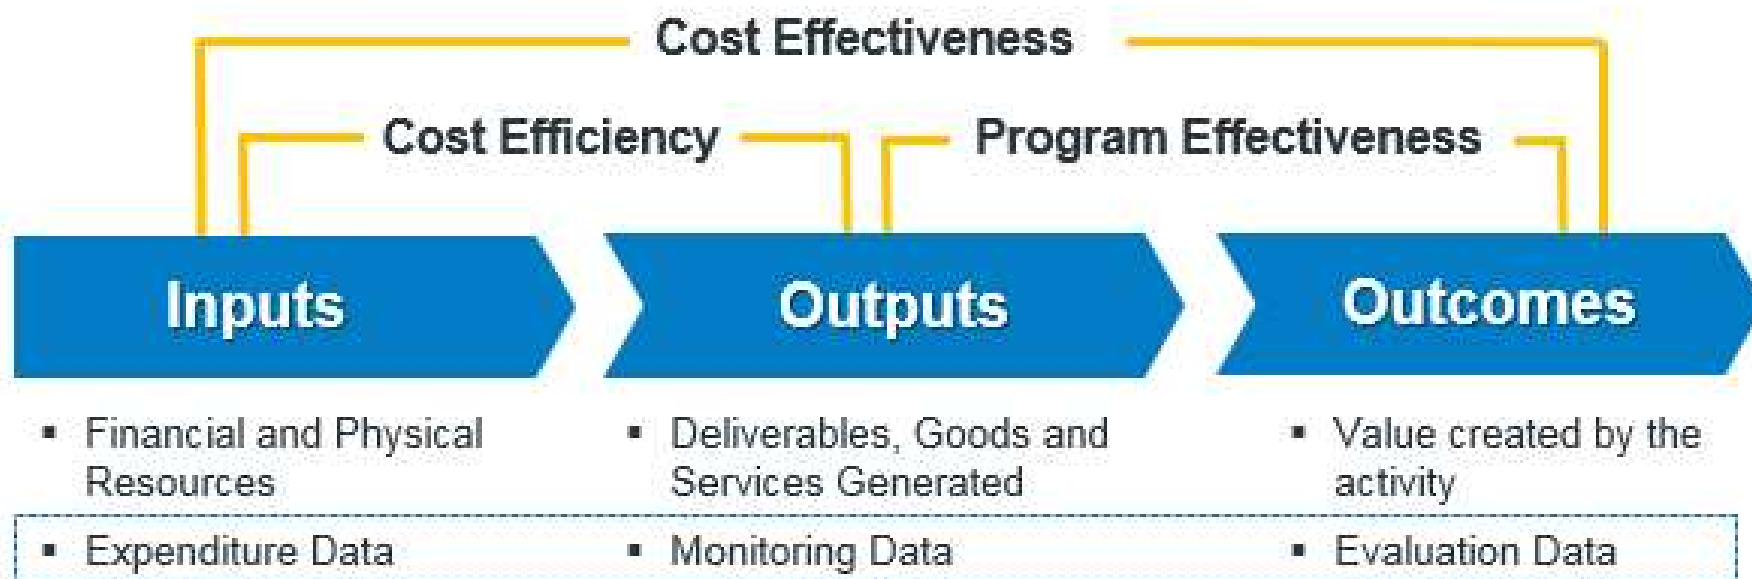 Cost Effectiveness
Cost Efficiency
Program Effectiveness
Inputs
Outputs
Outcomes
▪ Financial and Physical
Resources
▪ Deliverables, Goods and
Services Generated
▪ Value created by the
activity
▪ Expenditure Data
▪ Monitoring Data
▪ Evaluation Data